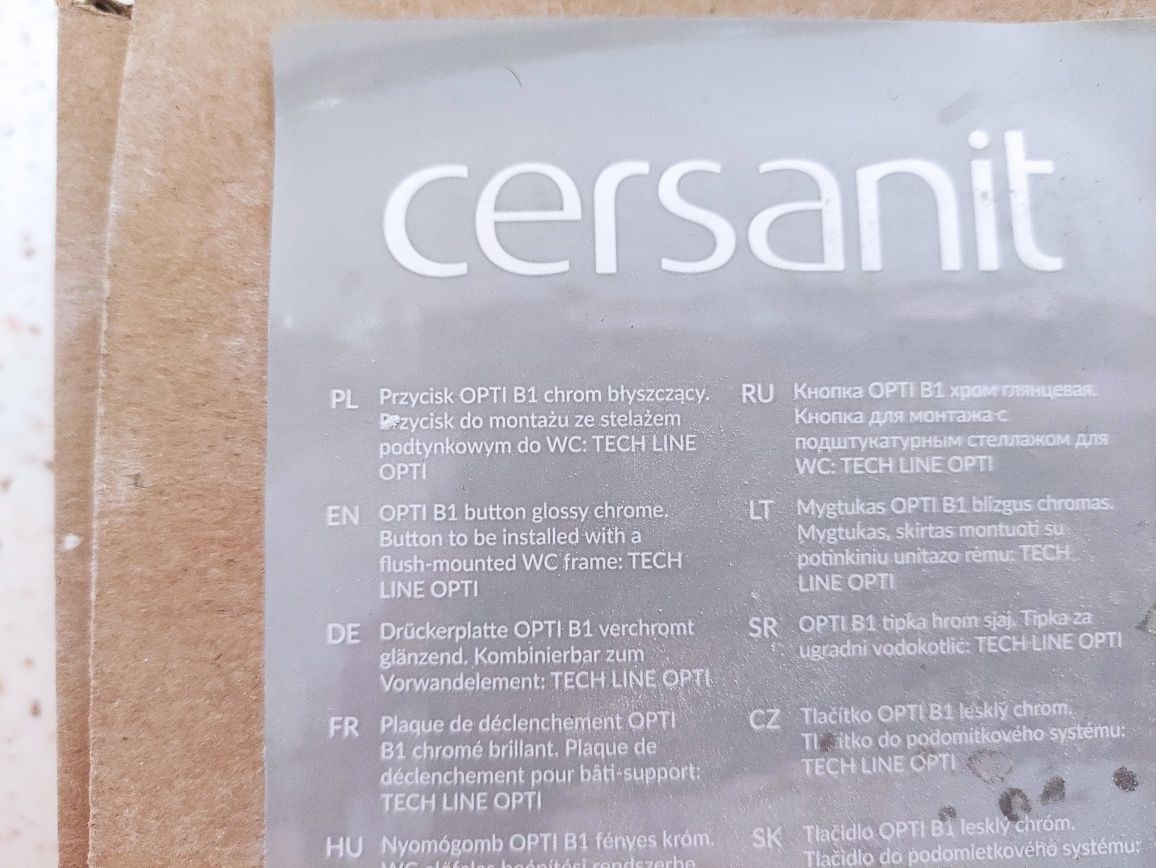 cersanit
PL Przycisk OPTI B1 chrom błyszczący.
Przycisk do montażu ze stelażem
podtynkowym do WC: TECH LINE
OPTI
EN OPTI B1 button glossy chrome.
Button to be installed with a
flush-mounted WC frame: TECH
LINE OPTI
DE Drückerplatte OPTI B1 verchromt
glänzend. Kombinierbar zum
Vorwandelement: TECH LINE OPTI
FR Plaque de déclenchement OPTI
B1 chromé brillant. Plaque de
déclenchement pour bâti-support:
TECH LINE OPTI
HU Nyomógomb OPTI B1 fényes króm.
RU Кнопка OPTI B1 хром глянцевая.
Кнопка для монтажа с
подштукатурным стеллажом для
WC: TECH LINE OPTI
LT Mygtukas OPTI B1 blizgus chromas.
Mygtukas, skirtas montuoti su
potinkiniu unitazo rėmu: TECH
LINE OPTI
SR OPTI B1 tipka hrom sjaj. Tipka za
ugradni vodokotlić: TECH LINE OPTI
CZ Tlačítko OPTI B1 lesklý chrom.
Tlačítko do podomítkového systému:
TECH LINE OPTI
SK Tlačidlo OPTI B1 lesklý chróm.
Tlačidlo do podomietkového systému: